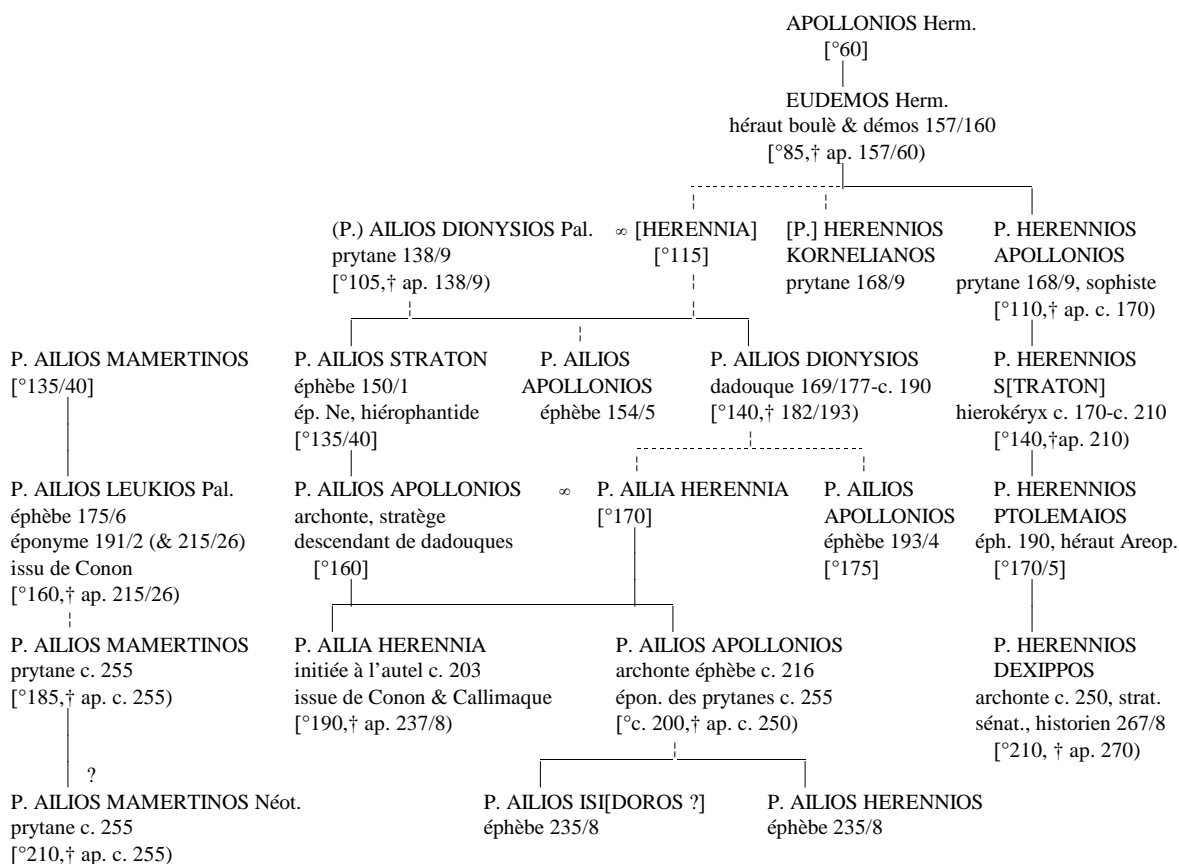 APOLLONIOS Herm.
[°60]
EUDEMOS Herm.
héraut boulè & démos 157/160
[°85,† ap. 157/60)
(P.) AILIOS DIONYSIOS Pal.
prytane 138/9
[°105,† ap. 138/9)
∞ [HERENNIA]
[°115]
[P.] HERENNIOS
KORNELIANOS
prytane 168/9
P. HERENNIOS
APOLLONIOS
prytane 168/9, sophiste
[°110,† ap. c. 170)
P. AILIOS MAMERTINOS
[°135/40]
P. AILIOS STRATON
éphèbe 150/1
ép. Ne, hiérophantide
[°135/40]
P. AILIOS
APOLLONIOS
éphèbe 154/5
P. AILIOS DIONYSIOS
dadouque 169/177-c. 190
[°140,† 182/193)
P. HERENNIOS
S[TRATON]
hierokéryx c. 170-c. 210
[°140,†ap. 210)
P. AILIOS LEUKIOS Pal.
éphèbe 175/6
éponyme 191/2 (& 215/26)
issu de Conon
[°160,† ap. 215/26)
P. AILIOS APOLLONIOS
archonte, stratège
descendant de dadouques
[°160]
∞
P. AILIA HERENNIA
[°170]
P. AILIOS
APOLLONIOS
éphèbe 193/4
[°175]
P. HERENNIOS
PTOLEMAIOS
éph. 190, héraut Areop.
[°170/5]
P. AILIOS MAMERTINOS
prytane c. 255
[°185,† ap. c. 255)
P. AILIA HERENNIA
initiée à l'autel c. 203
issue de Conon & Callimaque
[°190,† ap. 237/8)
P. AILIOS APOLLONIOS
archonte éphèbe c. 216
épon. des prytanes c. 255
[°c. 200,† ap. c. 250)
P. HERENNIOS
DEXIPPOS
archonte c. 250, strat.
sénat., historien 267/8
[°210, † ap. 270)
?
P. AILIOS MAMERTINOS Néot.
prytane c. 255
[°210,† ap. c. 255)
P. AILIOS ISI[DOROS ?]
éphèbe 235/8
P. AILIOS HERENNIOS
éphèbe 235/8